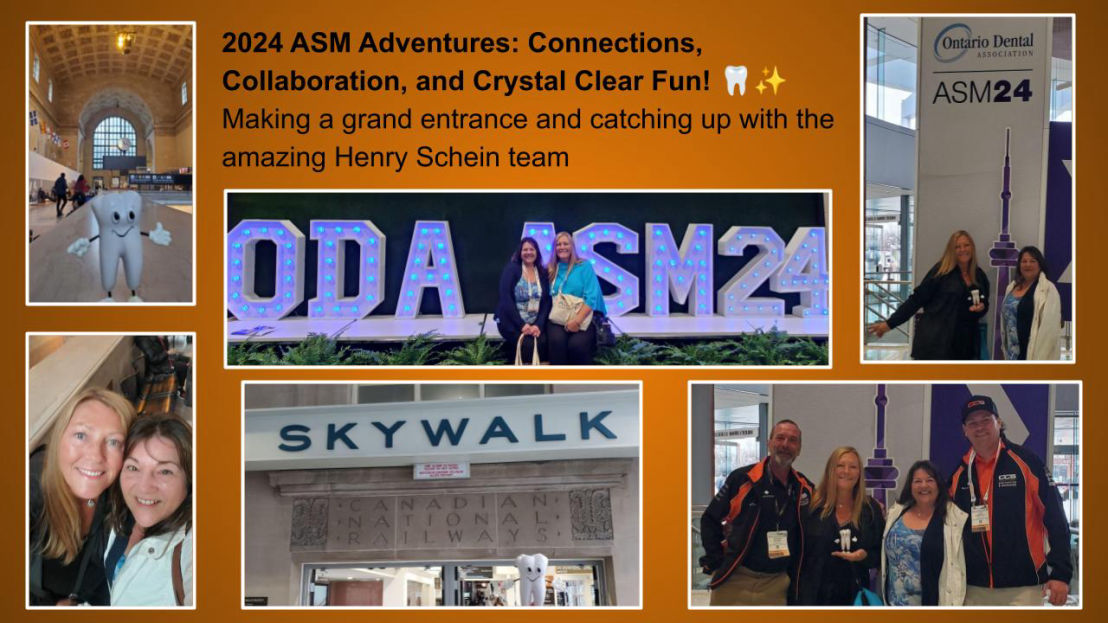 2024 ASM Adventures: Connections,
Collaboration, and Crystal Clear Fun! 🦷✨
Making a grand entrance and catching up with the
amazing Henry Schein team
Ontario Dental
ASSOCIATION
ASM24
ODA ASM24
SKYWALK
CANADIAN
NATIONAL
RAILWAYS
CCS